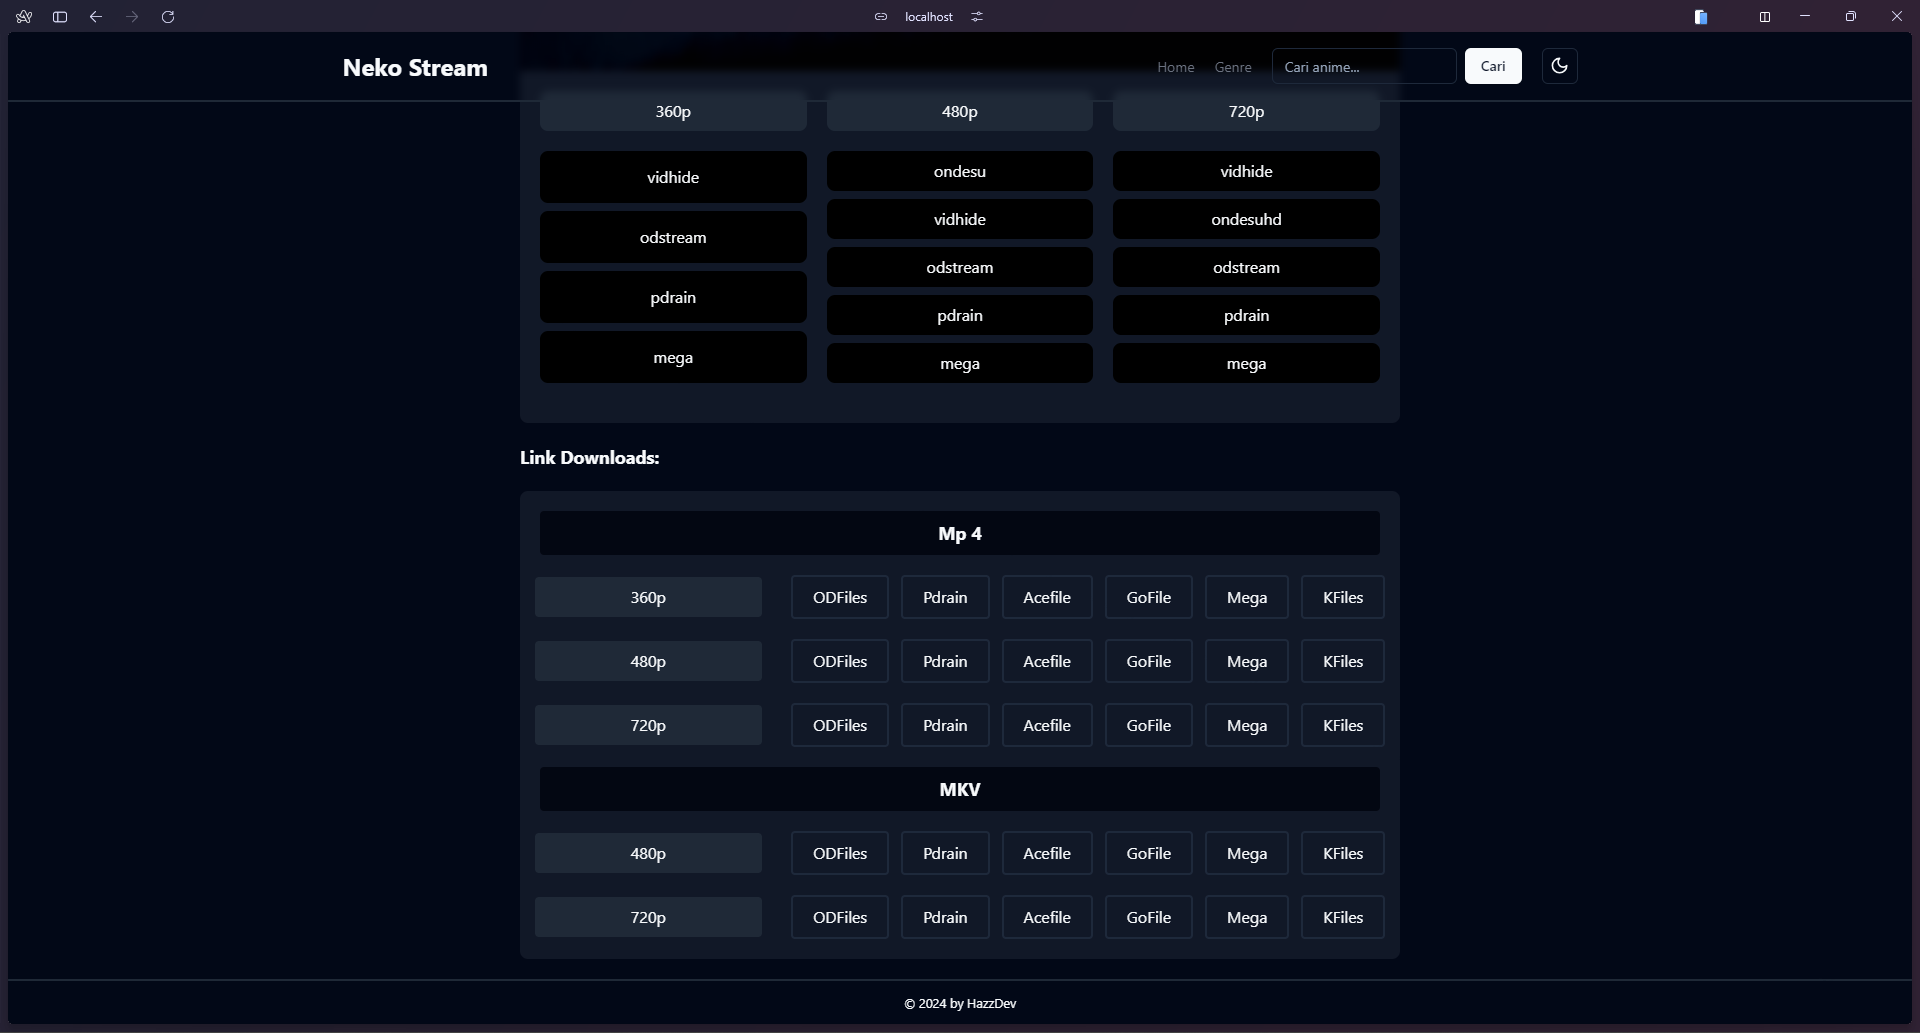 localhost
Neko Stream
Home Genre Cari anime... Cari
360p 480p 720p
vidhide ondesu vidhide
odstream vidhide ondesuhd
pdrain odstream odstream
mega pdrain pdrain
mega mega
Link Downloads:
Mp 4
360p ODFiles Pdrain Acefile GoFile Mega KFiles
480p ODFiles Pdrain Acefile GoFile Mega KFiles
720p ODFiles Pdrain Acefile GoFile Mega KFiles
MKV
480p ODFiles Pdrain Acefile GoFile Mega KFiles
720p ODFiles Pdrain Acefile GoFile Mega KFiles
© 2024 by HazzDev